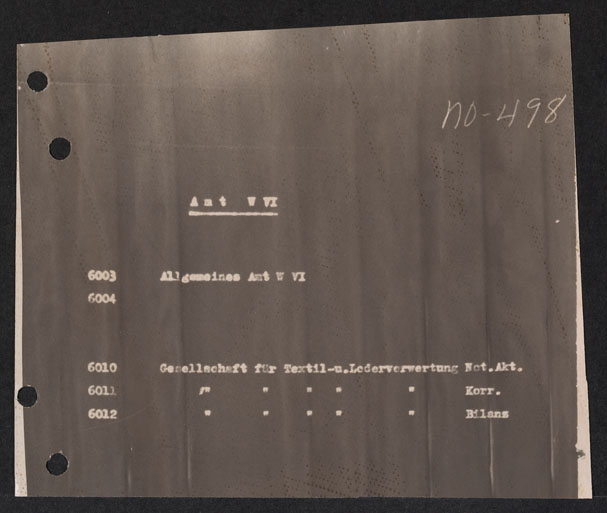 NO-498
Amt W VI
6003 Allgemeines Amt W VI
6004
6010 Gesellschaft für Textil-u.Lederverwertung Not.Akt.
6011 " " " " " Korr.
6012 " " " " " Bilanz